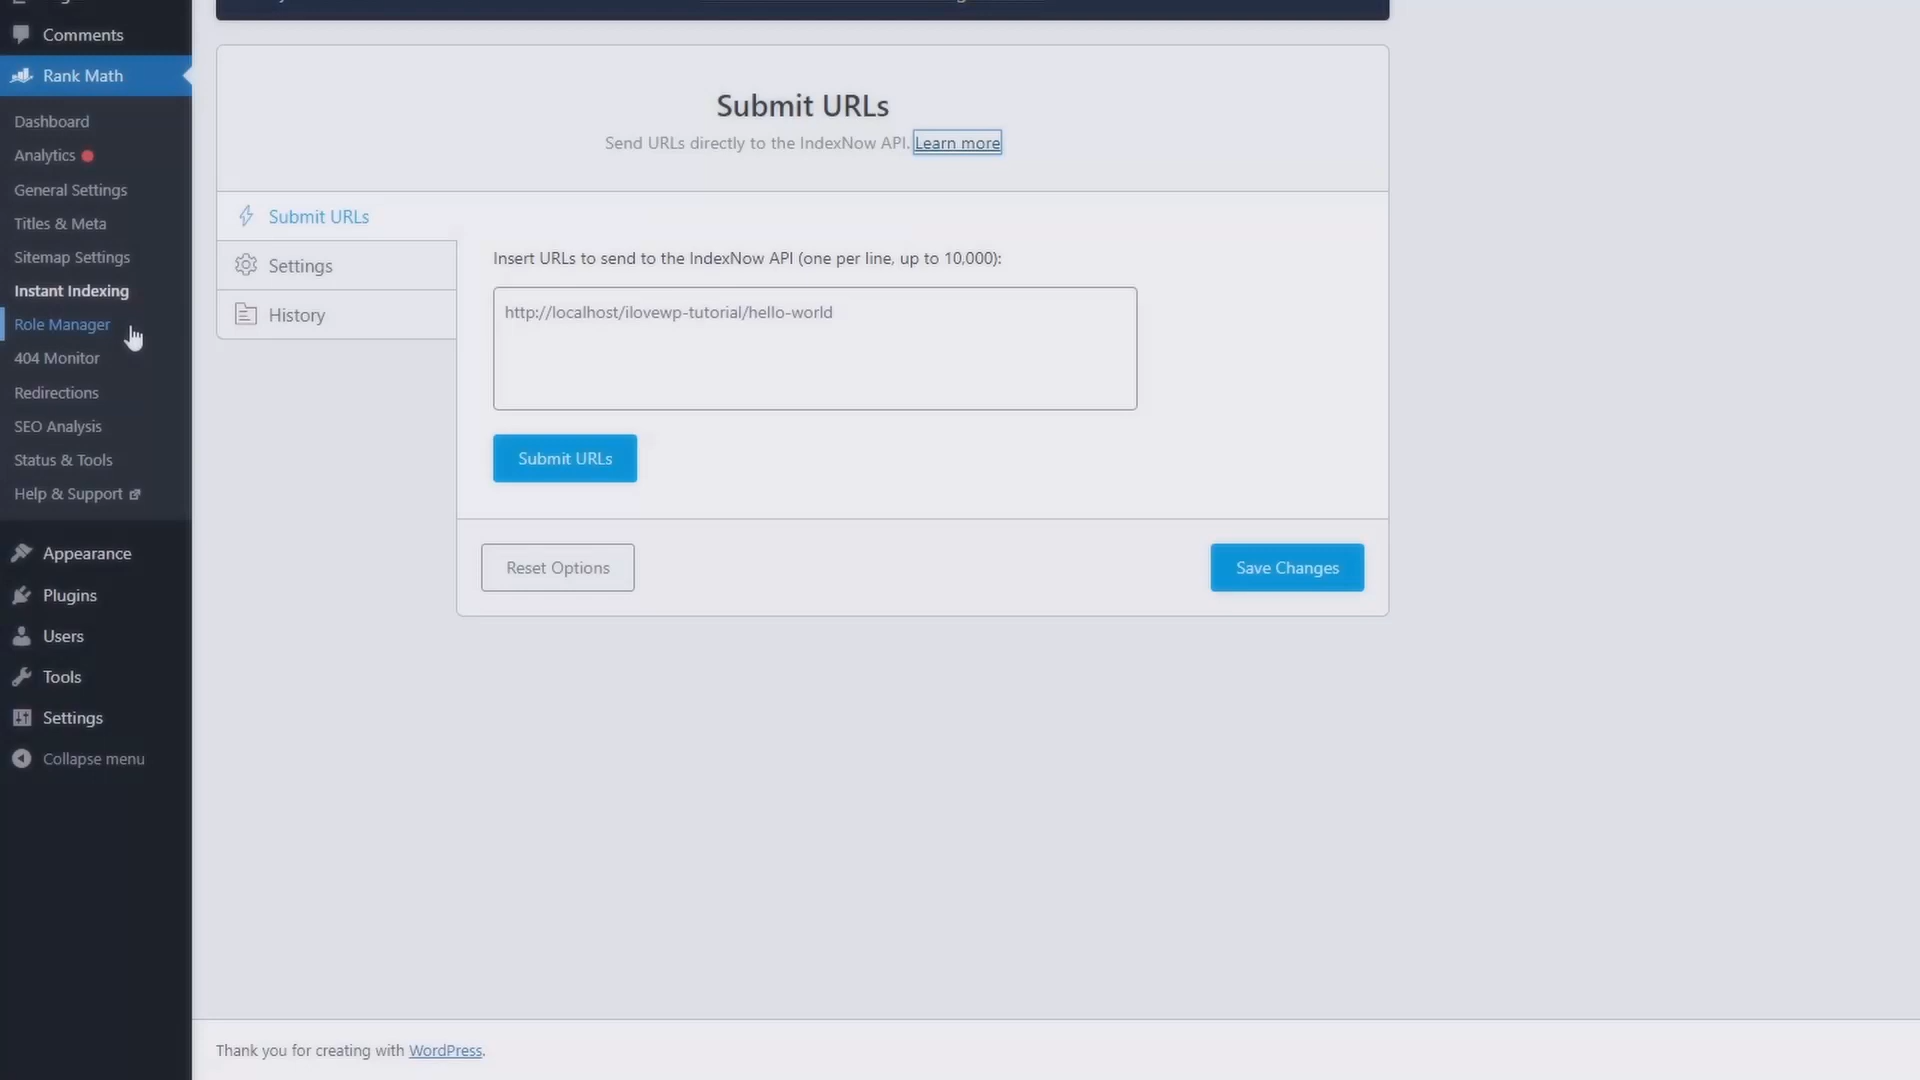 Comments
Rank Math
Dashboard
Analytics
General Settings
Titles & Meta
Sitemap Settings
Instant Indexing
Role Manager
404 Monitor
Redirections
SEO Analysis
Status & Tools
Help & Support
Appearance
Plugins
Users
Tools
Settings
Collapse menu
Submit URLs
Send URLs directly to the IndexNow API. Learn more
Submit URLs
Settings
History
Insert URLs to send to the IndexNow API (one per line, up to 10,000):
http://localhost/ilovewp-tutorial/hello-world
Submit URLs
Reset Options
Save Changes
Thank you for creating with WordPress.